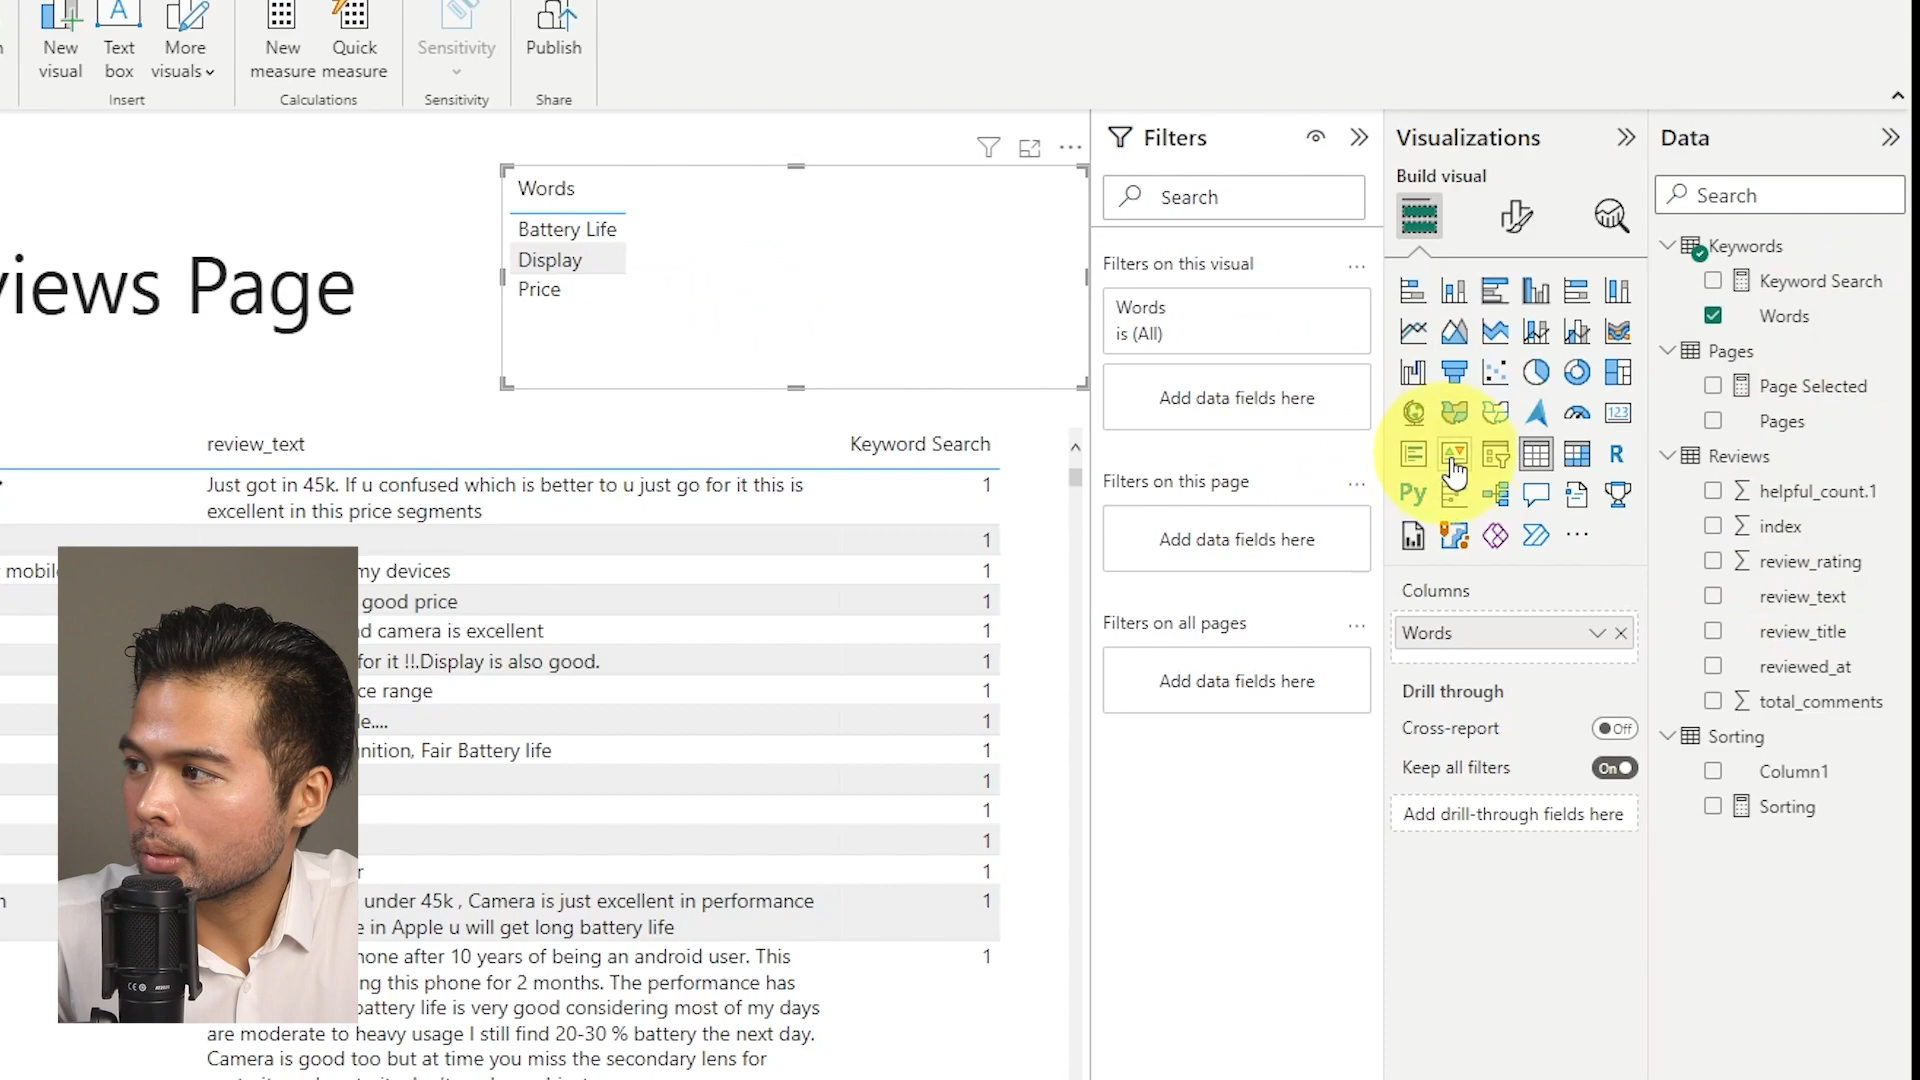 New visual
Text box
More visuals
Insert
New measure
Quick measure
Calculations
Sensitivity
Sensitivity
Publish
Share
iews Page
Words
Battery Life
Display
Price
review_text
Keyword Search
Just got in 45k. If u confused which is better to u just go for it this is
excellent in this price segments
1
1
mobile
my devices
1
good price
1
d camera is excellent
1
for it !!.Display is also good.
1
ce range
1
le....
1
nition, Fair Battery life
1
1
1
1
r
1
under 45k , Camera is just excellent in performance
e in Apple u will get long battery life
1
hone after 10 years of being an android user. This
ng this phone for 2 months. The performance has
battery life is very good considering most of my days
are moderate to heavy usage I still find 20-30 % battery the next day.
Camera is good too but at time you miss the secondary lens for
1
Filters
Search
Filters on this visual
Words
is (All)
Add data fields here
Filters on this page
Add data fields here
Filters on all pages
Add data fields here
Visualizations
Build visual
123
R
Py
Columns
Words
Drill through
Cross-report
Off
Keep all filters
On
Add drill-through fields here
Data
Search
Keywords
Keyword Search
Words
Pages
Page Selected
Pages
Reviews
helpful_count.1
index
review_rating
review_text
review_title
reviewed_at
total_comments
Sorting
Column1
Sorting